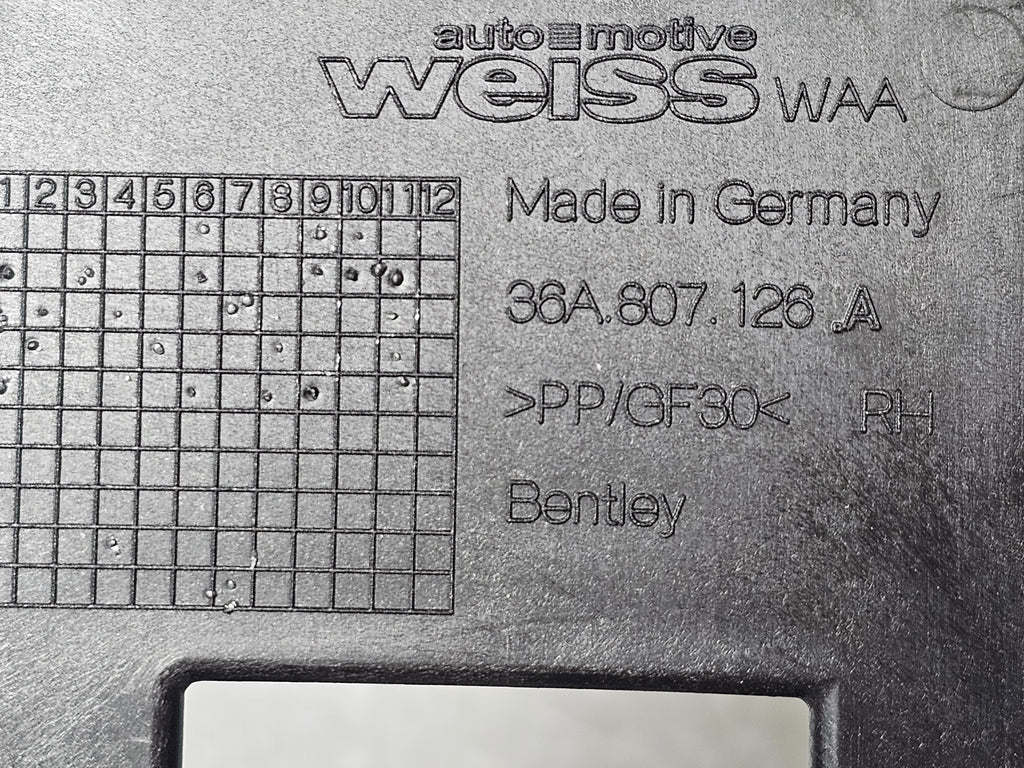 auto motive
weiss WAA
1 2 3 4 5 6 7 8 9 10 11 12
Made in Germany
36A.807.126.A
>PP/GF30< RH
Bentley